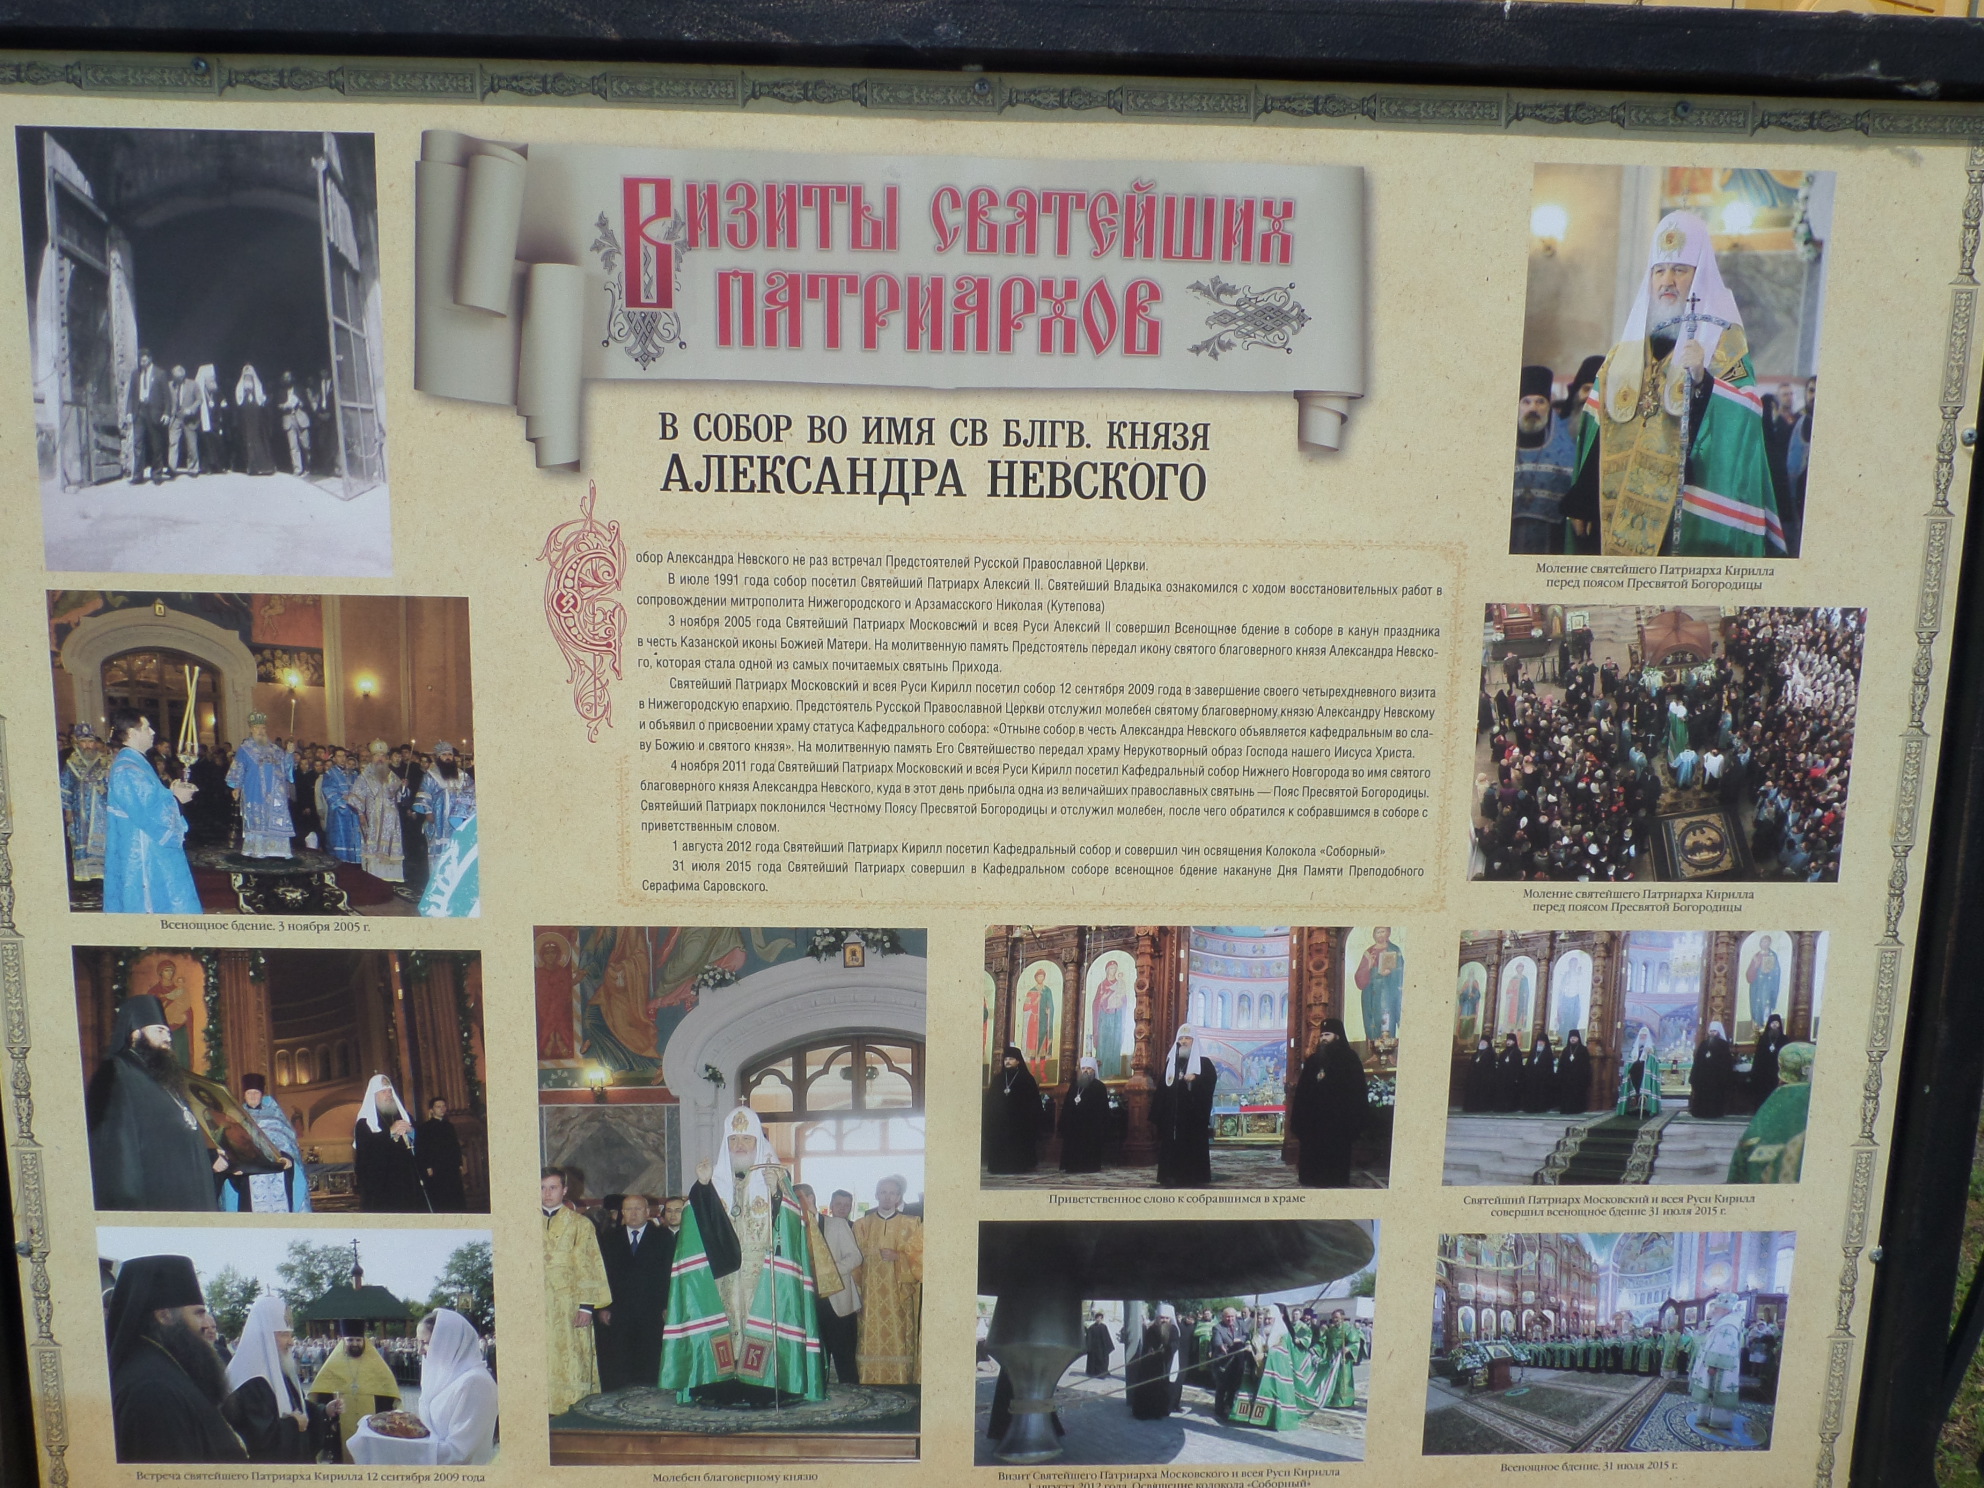 Визиты святейших
патриархов
В СОБОР ВО ИМЯ СВ БЛГВ. КНЯЗЯ
АЛЕКСАНДРА НЕВСКОГО
Собор Александра Невского не раз встречал Предстоятелей Русской Православной Церкви.
В июле 1991 года собор посетил Святейший Патриарх Алексий II. Святейший Владыка ознакомился с ходом восстановительных работ в
сопровождении митрополита Нижегородского и Арзамасского Николая (Кутепова)
3 ноября 2005 года Святейший Патриарх Московский и всея Руси Алексий II совершил Всенощное бдение в соборе в канун праздника
в честь Казанской иконы Божией Матери. На молитвенную память Предстоятель передал икону святого благоверного князя Александра Невско-
го, которая стала одной из самых почитаемых святынь Прихода.
Святейший Патриарх Московский и всея Руси Кирилл посетил собор 12 сентября 2009 года в завершение своего четырехдневного визита
в Нижегородскую епархию. Предстоятель Русской Православной Церкви отслужил молебен святому благоверному князю Александру Невскому
и объявил о присвоении храму статуса Кафедрального собора: «Отныне собор в честь Александра Невского объявляется кафедральным во сла-
ву Божию и святого князя». На молитвенную память Его Святейшество передал храму Нерукотворный образ Господа нашего Иисуса Христа.
4 ноября 2011 года Святейший Патриарх Московский и всея Руси Кирилл посетил Кафедральный собор Нижнего Новгорода во имя святого
благоверного князя Александра Невского, куда в этот день прибыла одна из величайших православных святынь — Пояс Пресвятой Богородицы.
Святейший Патриарх поклонился Честному Поясу Пресвятой Богородицы и отслужил молебен, после чего обратился к собравшимся в соборе с
приветственным словом.
1 августа 2012 года Святейший Патриарх Кирилл посетил Кафедральный собор и совершил чин освящения Колокола «Соборный»
31 июля 2015 года Святейший Патриарх совершил в Кафедральном соборе всенощное бдение накануне Дня Памяти Преподобного
Серафима Саровского.
Моление святейшего Патриарха Кирилла
перед поясом Пресвятой Богородицы
Моление святейшего Патриарха Кирилла
перед поясом Пресвятой Богородицы
Всенощное бдение. 3 ноября 2005 г.
Приветственное слово к собравшимся в храме
Святейший Патриарх Московский и всея Руси Кирилл
совершил всенощное бдение 31 июля 2015 г.
П К
Встреча святейшего Патриарха Кирилла 12 сентября 2009 года
Молебен благоверному князю
Визит Святейшего Патриарха Московского и всея Руси Кирилла
1 августа 2012 года. Освящение колокола «Соборный»
Всенощное бдение. 31 июля 2015 г.